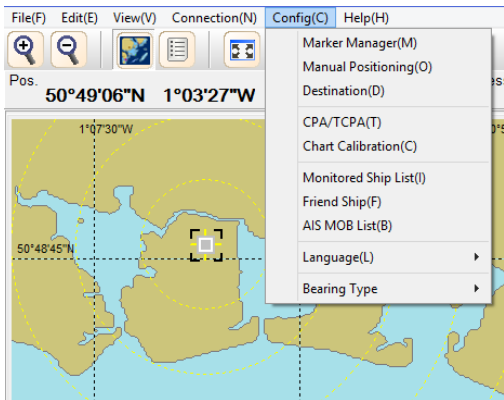 File(F) Edit(E) View(V) Connection(N) Config(C) Help(H)
Pos.
50°49'06"N 1°03'27"W
Marker Manager(M)
Manual Positioning(O)
Destination(D)
CPA/TCPA(T)
Chart Calibration(C)
Monitored Ship List(I)
Friend Ship(F)
AIS MOB List(B)
Language(L)
Bearing Type
1°07'30"W
50°48'45"N